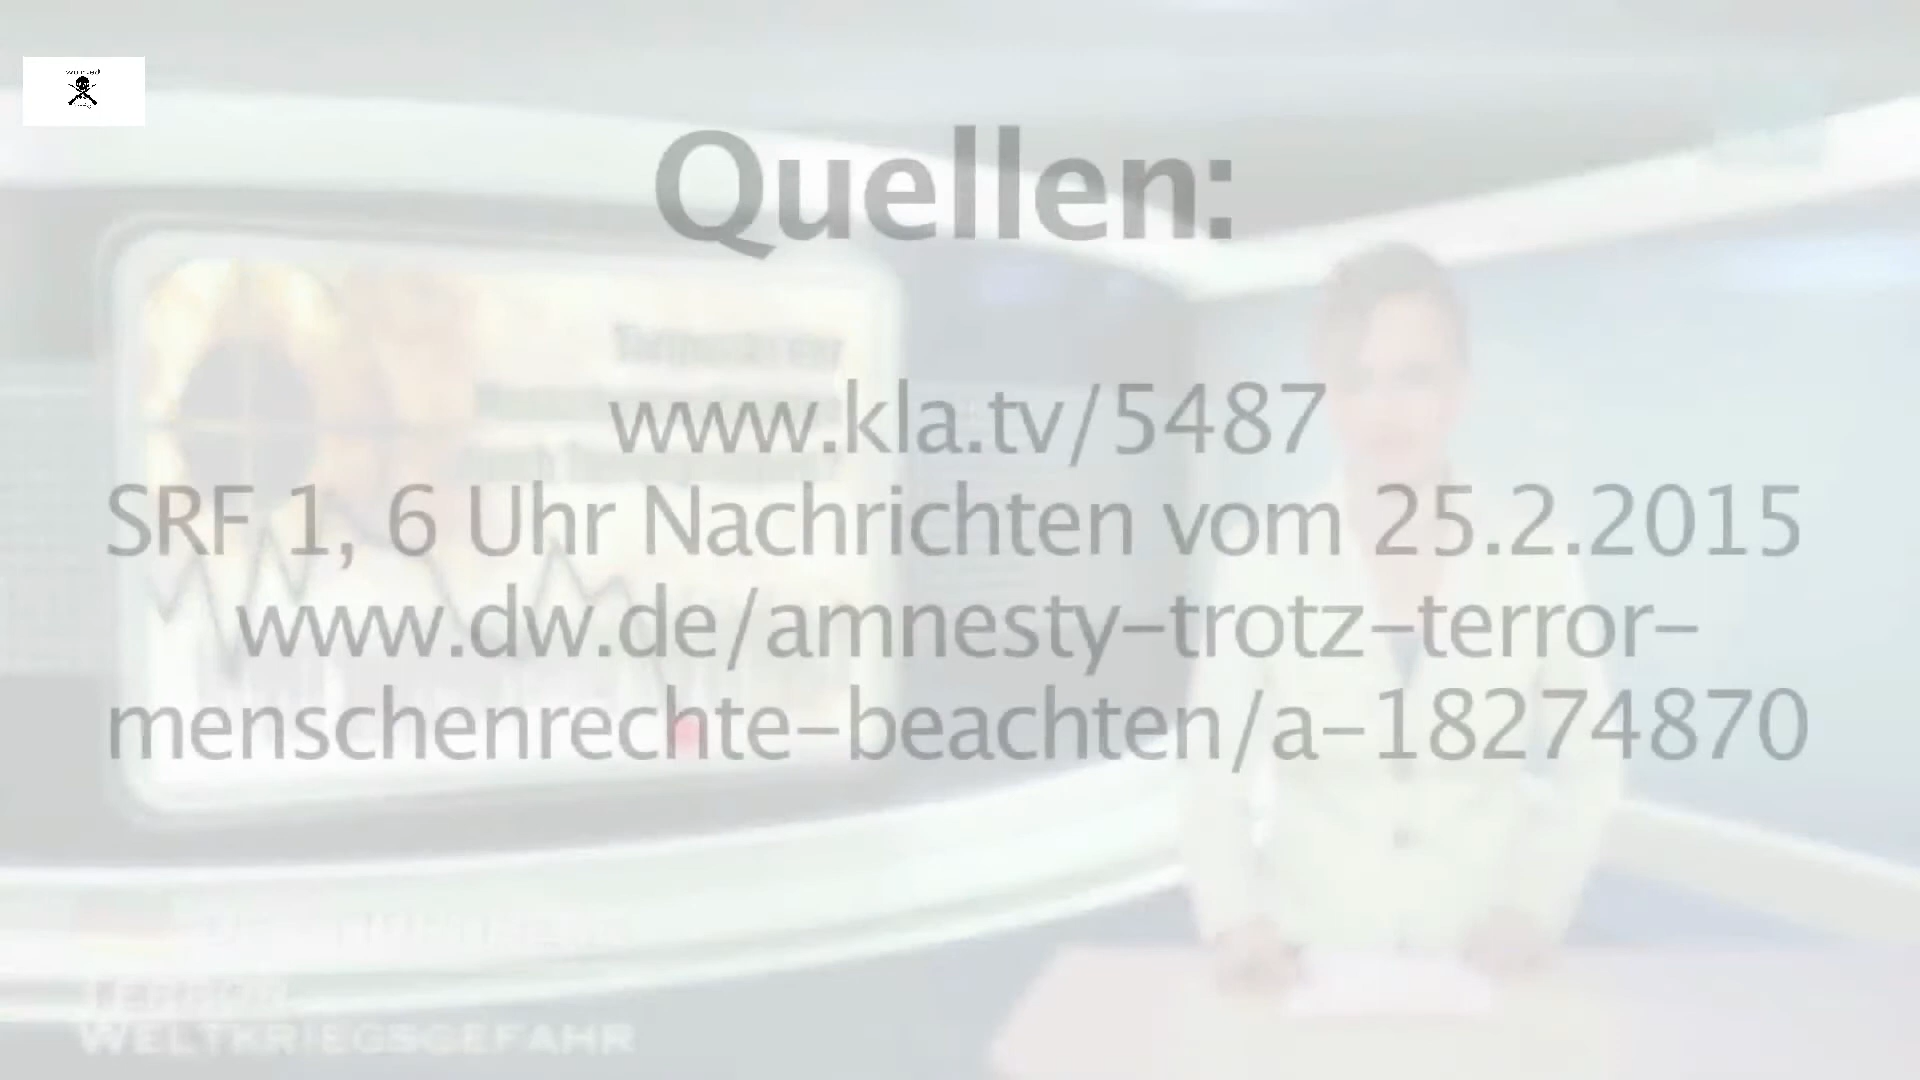 Quellen:
www.kla.tv/5487
SRF 1, 6 Uhr Nachrichten vom 25.2.2015
www.dw.de/amnesty-trotz-terror-
menschenrechte-beachten/a-18274870
WELTKRIEGSGEFAHR